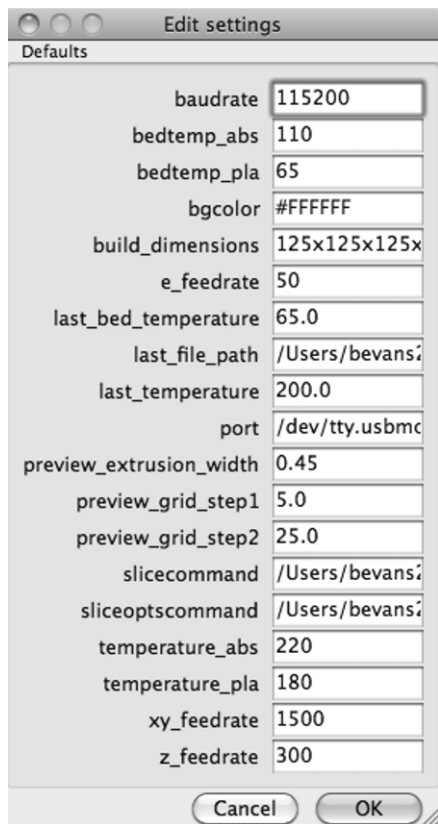 Edit settings
Defaults
baudrate 115200
bedtemp_abs 110
bedtemp_pla 65
bgcolor #FFFFFF
build_dimensions 125x125x125x
e_feedrate 50
last_bed_temperature 65.0
last_file_path /Users/bevans2
last_temperature 200.0
port /dev/tty.usbmo
preview_extrusion_width 0.45
preview_grid_step1 5.0
preview_grid_step2 25.0
slicecommand /Users/bevans2
sliceoptscommand /Users/bevans2
temperature_abs 220
temperature_pla 180
xy_feedrate 1500
z_feedrate 300
Cancel OK